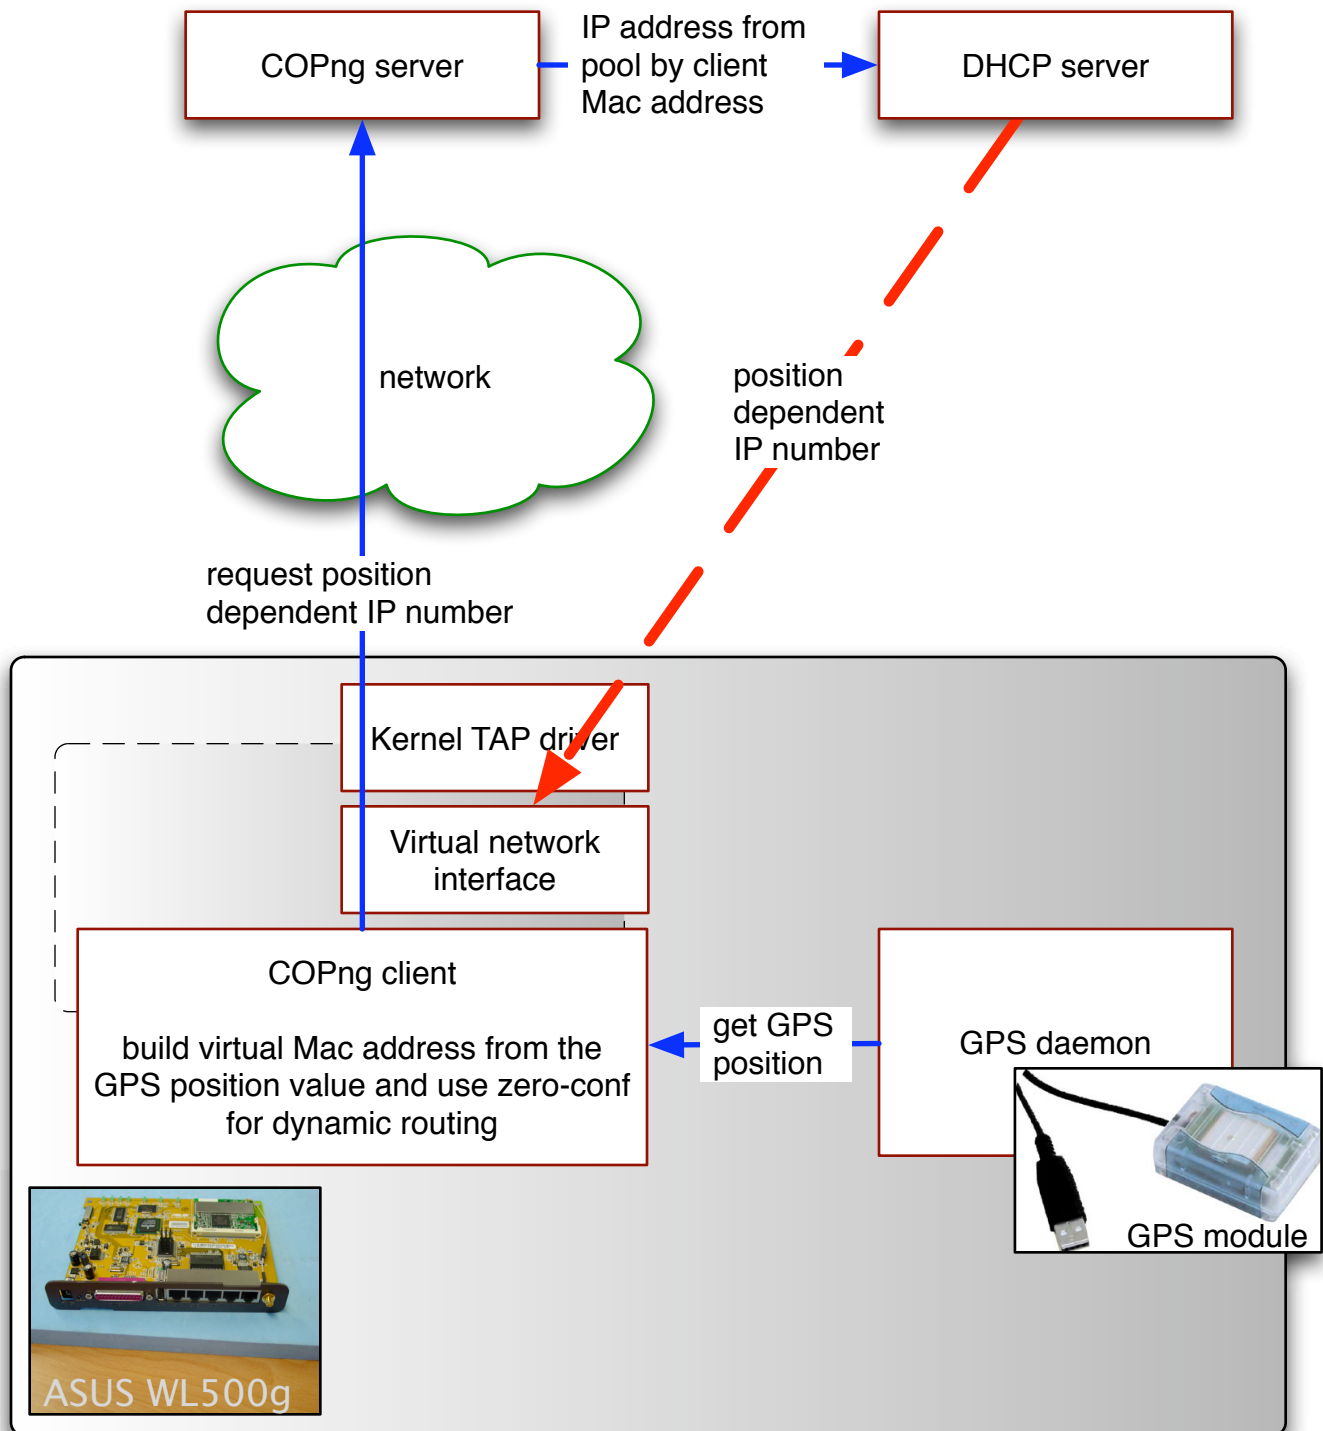 COPng server
IP address from
pool by client
Mac address
DHCP server
network
position
dependent
IP number
request position
dependent IP number
Kernel TAP driver
Virtual network
interface
COPng client
build virtual Mac address from the
GPS position value and use zero-conf
for dynamic routing
get GPS
position
GPS daemon
GPS module
ASUS WL500g